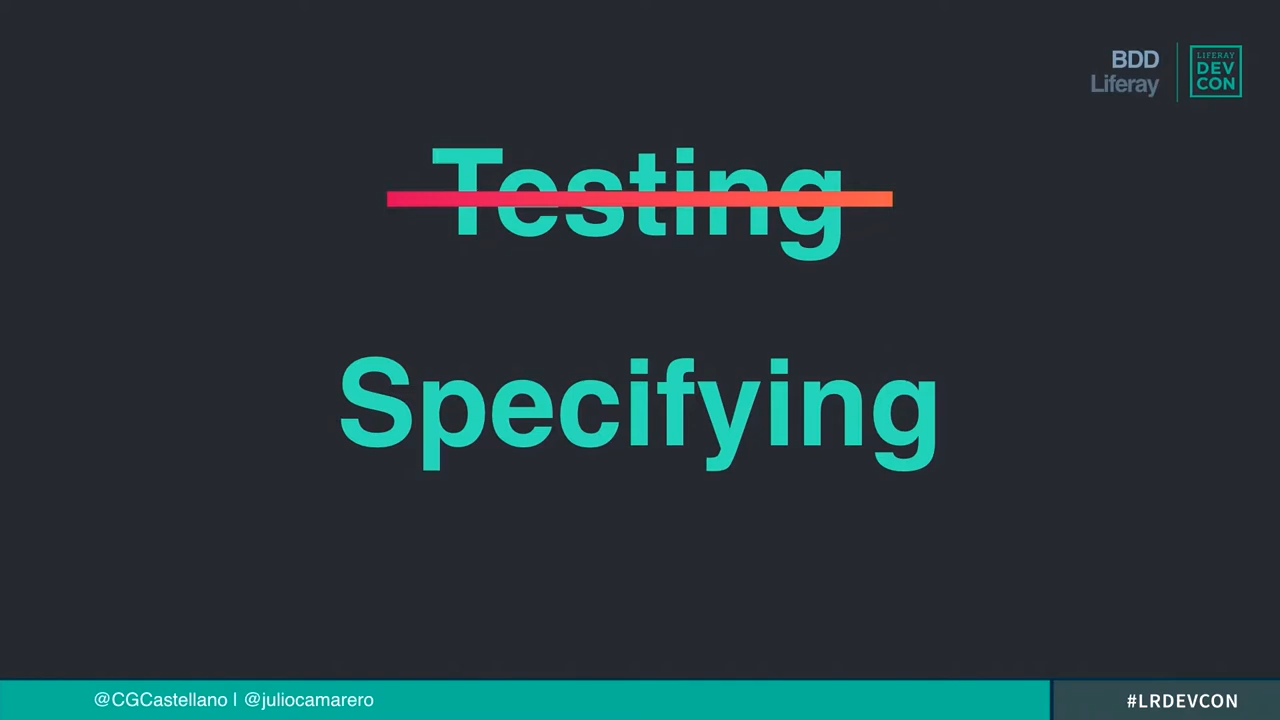 BDD
Liferay
LIFERAY
DEV
CON
Testing
Specifying
@CGCastellano | @juliocamarero
#LRDEVCON